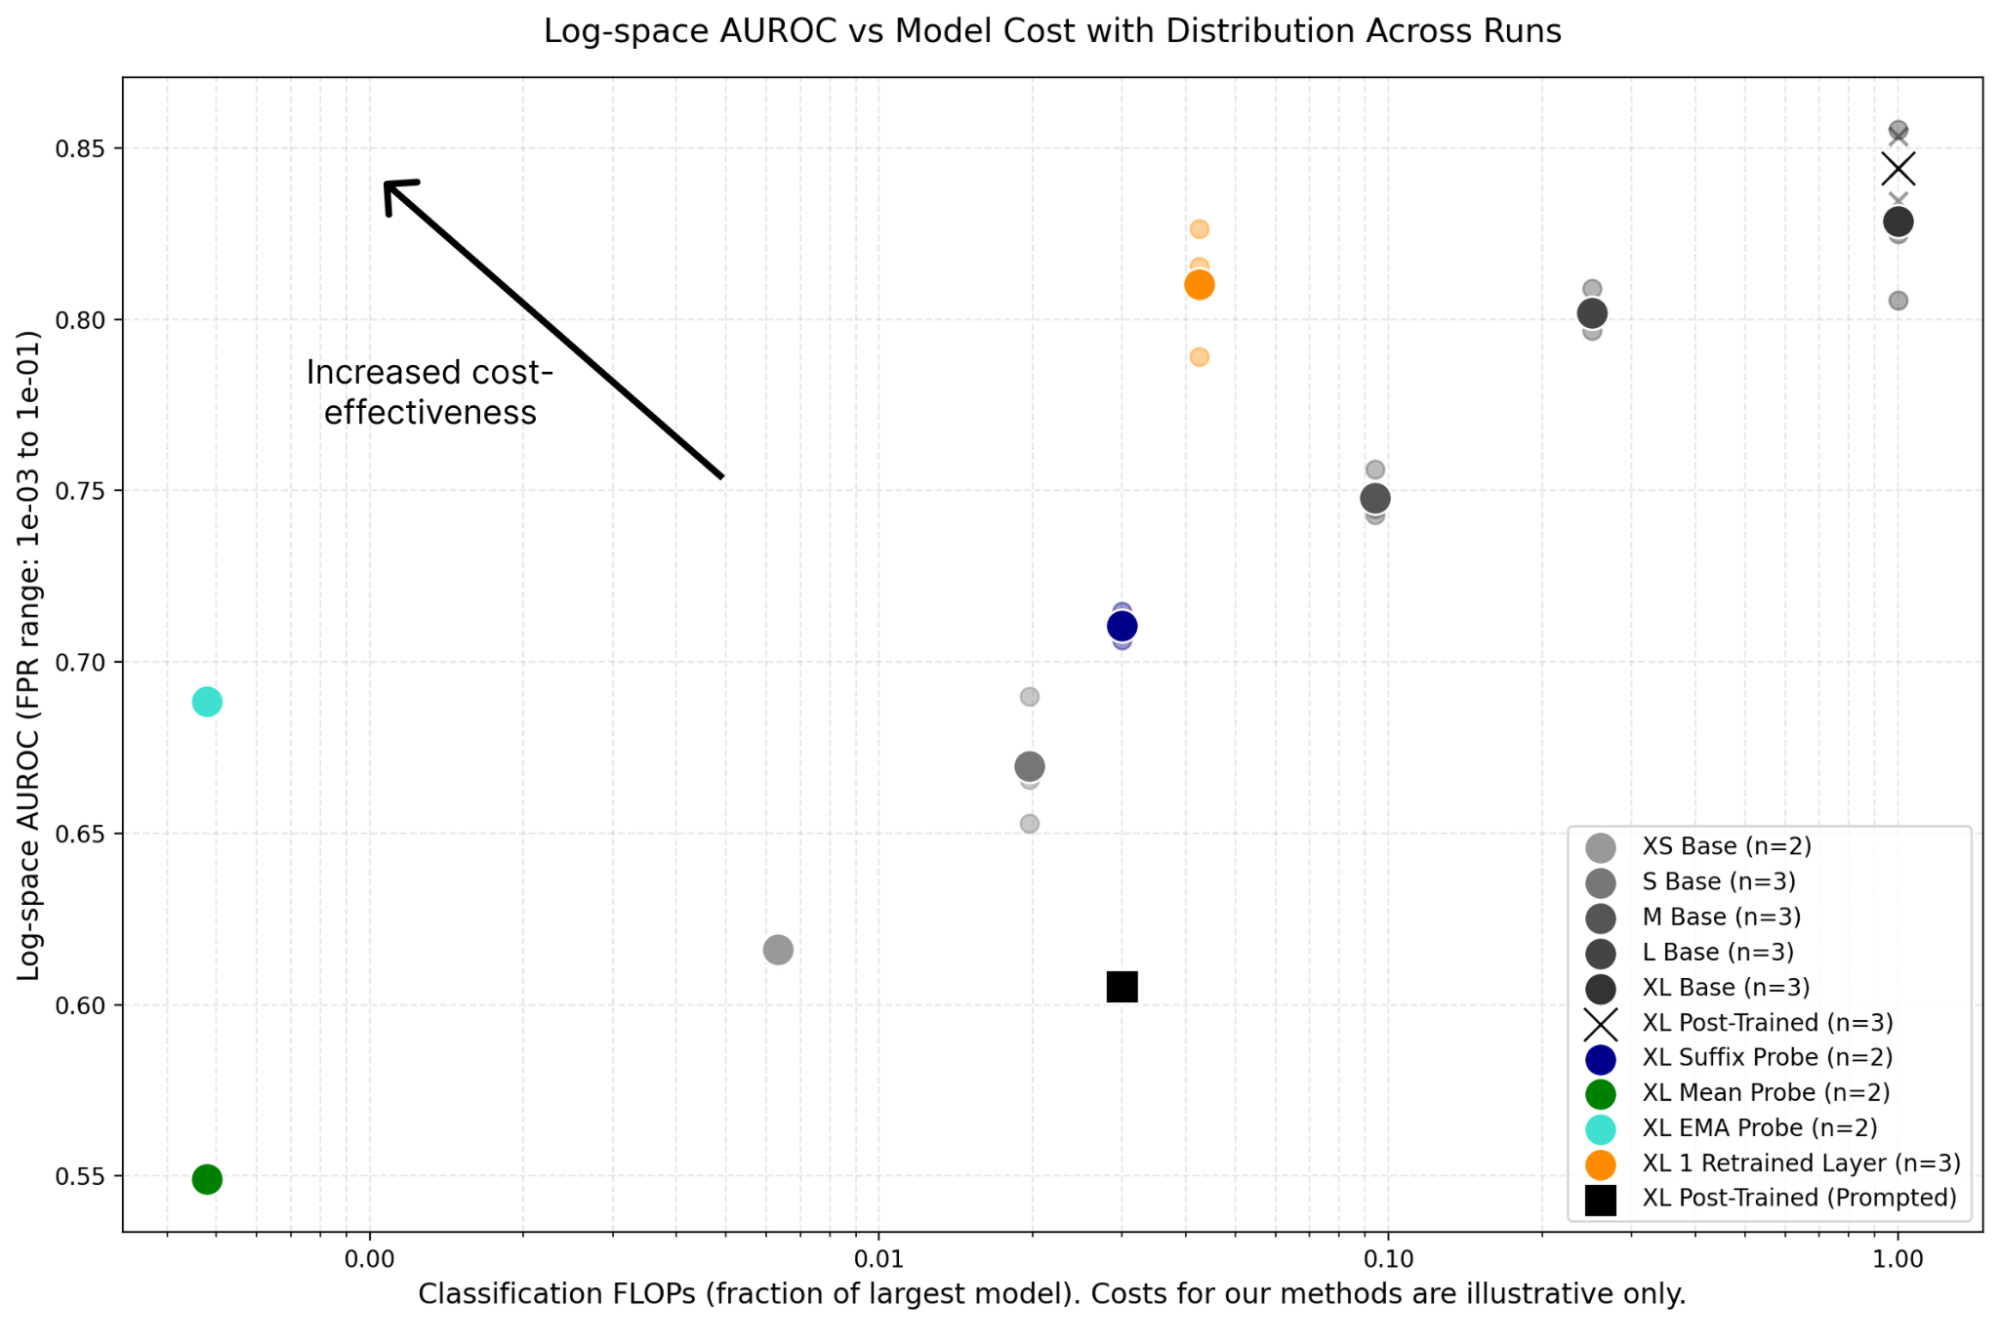 Log-space AUROC vs Model Cost with Distribution Across Runs
Log-space AUROC (FPR range: 1e-03 to 1e-01)
0.85
0.80
0.75
0.70
0.65
0.60
0.55
Increased cost-
effectiveness
XS Base (n=2)
S Base (n=3)
M Base (n=3)
L Base (n=3)
XL Base (n=3)
XL Post-Trained (n=3)
XL Suffix Probe (n=2)
XL Mean Probe (n=2)
XL EMA Probe (n=2)
XL 1 Retrained Layer (n=3)
XL Post-Trained (Prompted)
0.00 0.01 0.10 1.00
Classification FLOPs (fraction of largest model). Costs for our methods are illustrative only.